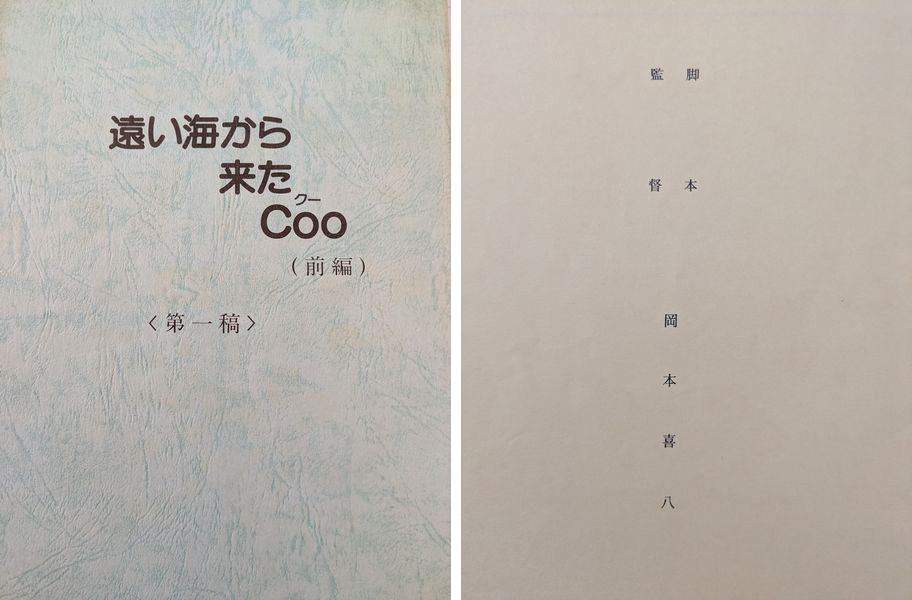 遠い海から
来た
クー
Coo
(前編)
〈第一稿〉
脚本
監督
岡本喜八